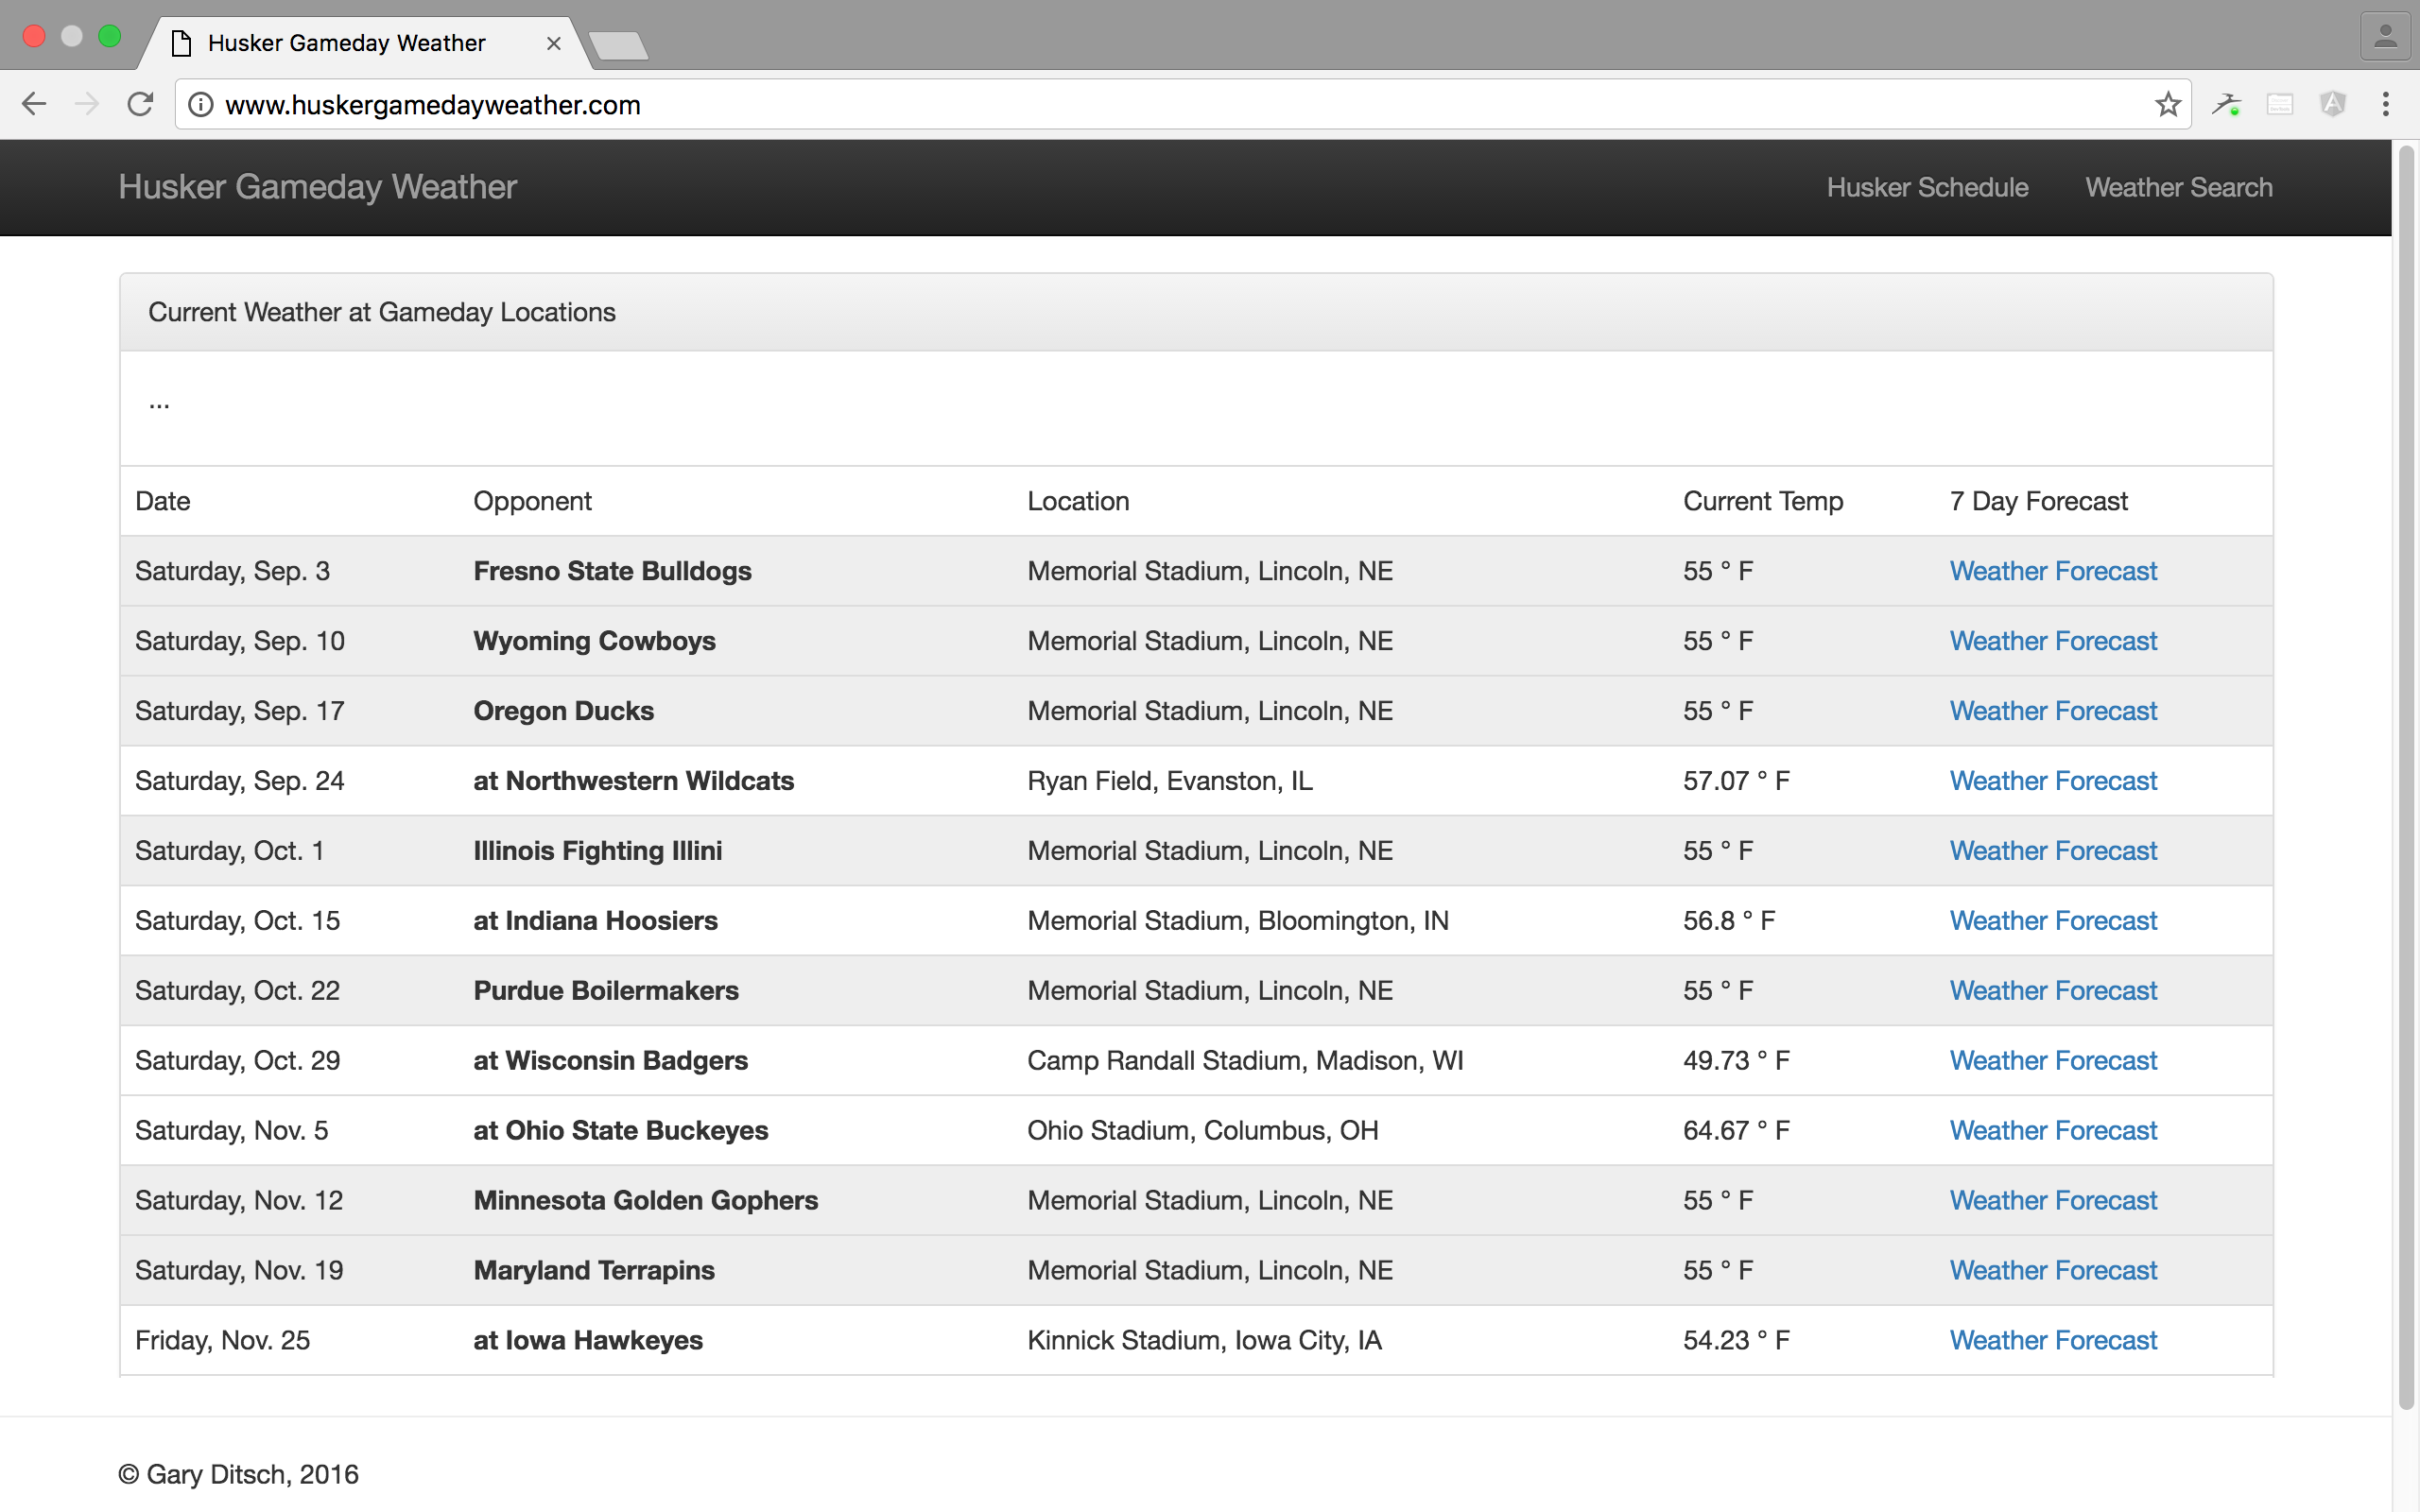 Husker Gameday Weather
www.huskergamedayweather.com
Husker Gameday Weather Husker Schedule Weather Search
Current Weather at Gameday Locations
...
Date Opponent Location Current Temp 7 Day Forecast
Saturday, Sep. 3 Fresno State Bulldogs Memorial Stadium, Lincoln, NE 55 ° F Weather Forecast
Saturday, Sep. 10 Wyoming Cowboys Memorial Stadium, Lincoln, NE 55 ° F Weather Forecast
Saturday, Sep. 17 Oregon Ducks Memorial Stadium, Lincoln, NE 55 ° F Weather Forecast
Saturday, Sep. 24 at Northwestern Wildcats Ryan Field, Evanston, IL 57.07 ° F Weather Forecast
Saturday, Oct. 1 Illinois Fighting Illini Memorial Stadium, Lincoln, NE 55 ° F Weather Forecast
Saturday, Oct. 15 at Indiana Hoosiers Memorial Stadium, Bloomington, IN 56.8 ° F Weather Forecast
Saturday, Oct. 22 Purdue Boilermakers Memorial Stadium, Lincoln, NE 55 ° F Weather Forecast
Saturday, Oct. 29 at Wisconsin Badgers Camp Randall Stadium, Madison, WI 49.73 ° F Weather Forecast
Saturday, Nov. 5 at Ohio State Buckeyes Ohio Stadium, Columbus, OH 64.67 ° F Weather Forecast
Saturday, Nov. 12 Minnesota Golden Gophers Memorial Stadium, Lincoln, NE 55 ° F Weather Forecast
Saturday, Nov. 19 Maryland Terrapins Memorial Stadium, Lincoln, NE 55 ° F Weather Forecast
Friday, Nov. 25 at Iowa Hawkeyes Kinnick Stadium, Iowa City, IA 54.23 ° F Weather Forecast
© Gary Ditsch, 2016